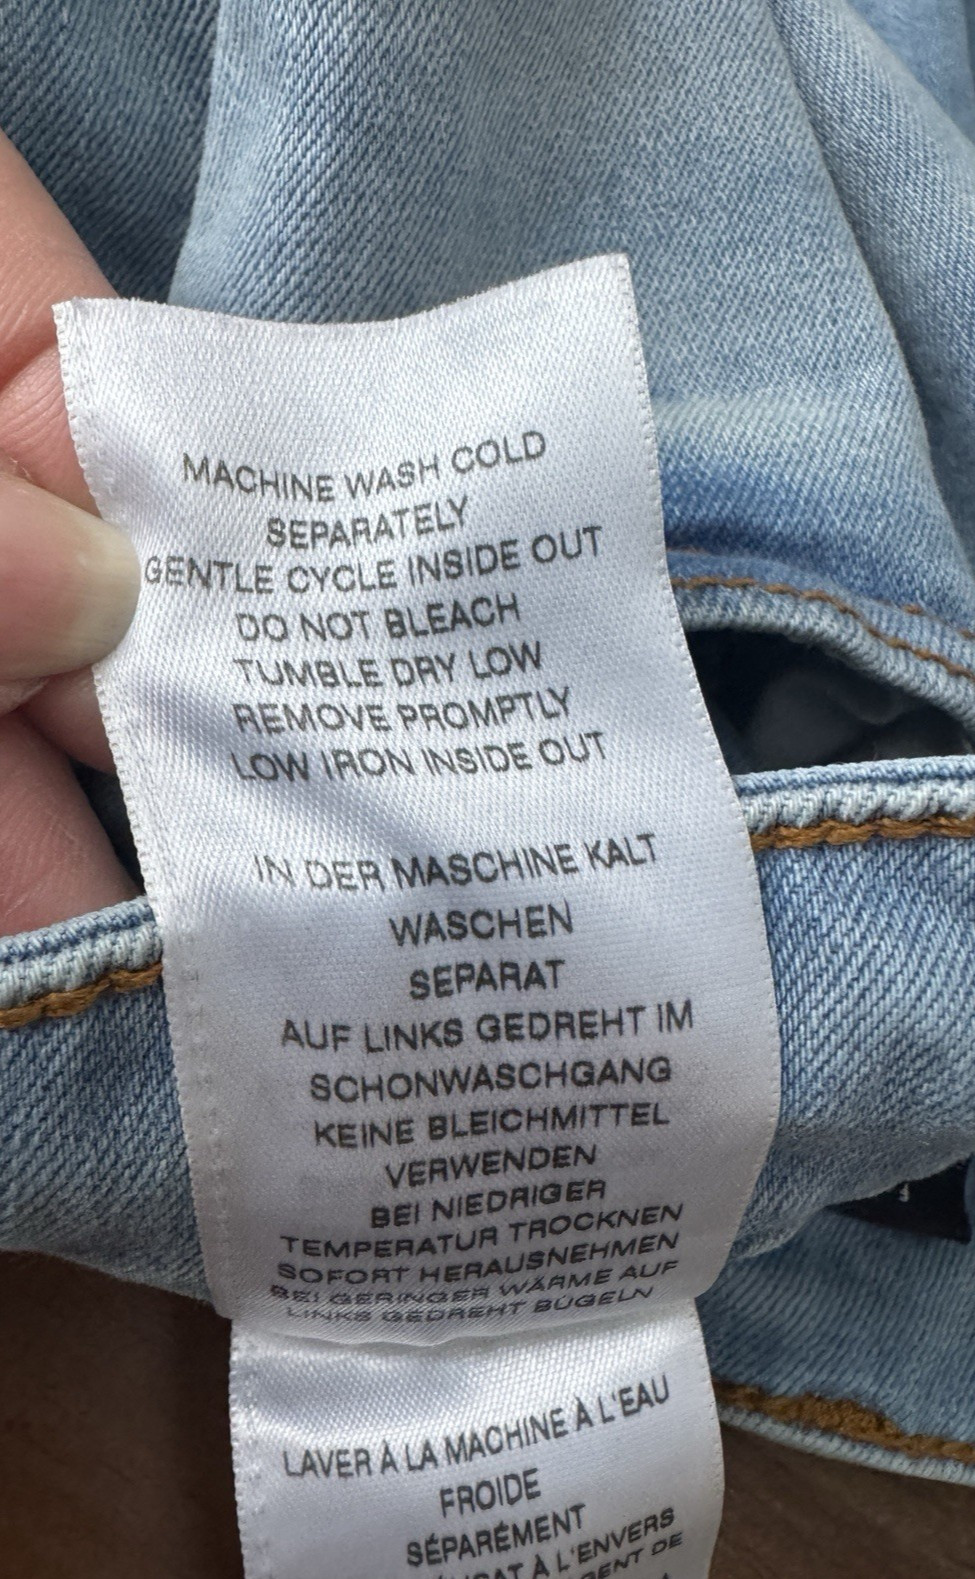 MACHINE WASH COLD
SEPARATELY
GENTLE CYCLE INSIDE OUT
DO NOT BLEACH
TUMBLE DRY LOW
REMOVE PROMPTLY
LOW IRON INSIDE OUT
IN DER MASCHINE KALT
WASCHEN
SEPARAT
AUF LINKS GEDREHT IM
SCHONWASCHGANG
KEINE BLEICHMITTEL
VERWENDEN
BEI NIEDRIGER
TEMPERATUR TROCKNEN
SOFORT HERAUSNEHMEN
BEI GERINGER WÄRME AUF
LINKS GEDREHT BÜGELN
LAVER À LA MACHINE À L'EAU
FROIDE
SÉPARÉMENT
À L'ENVERS
DE